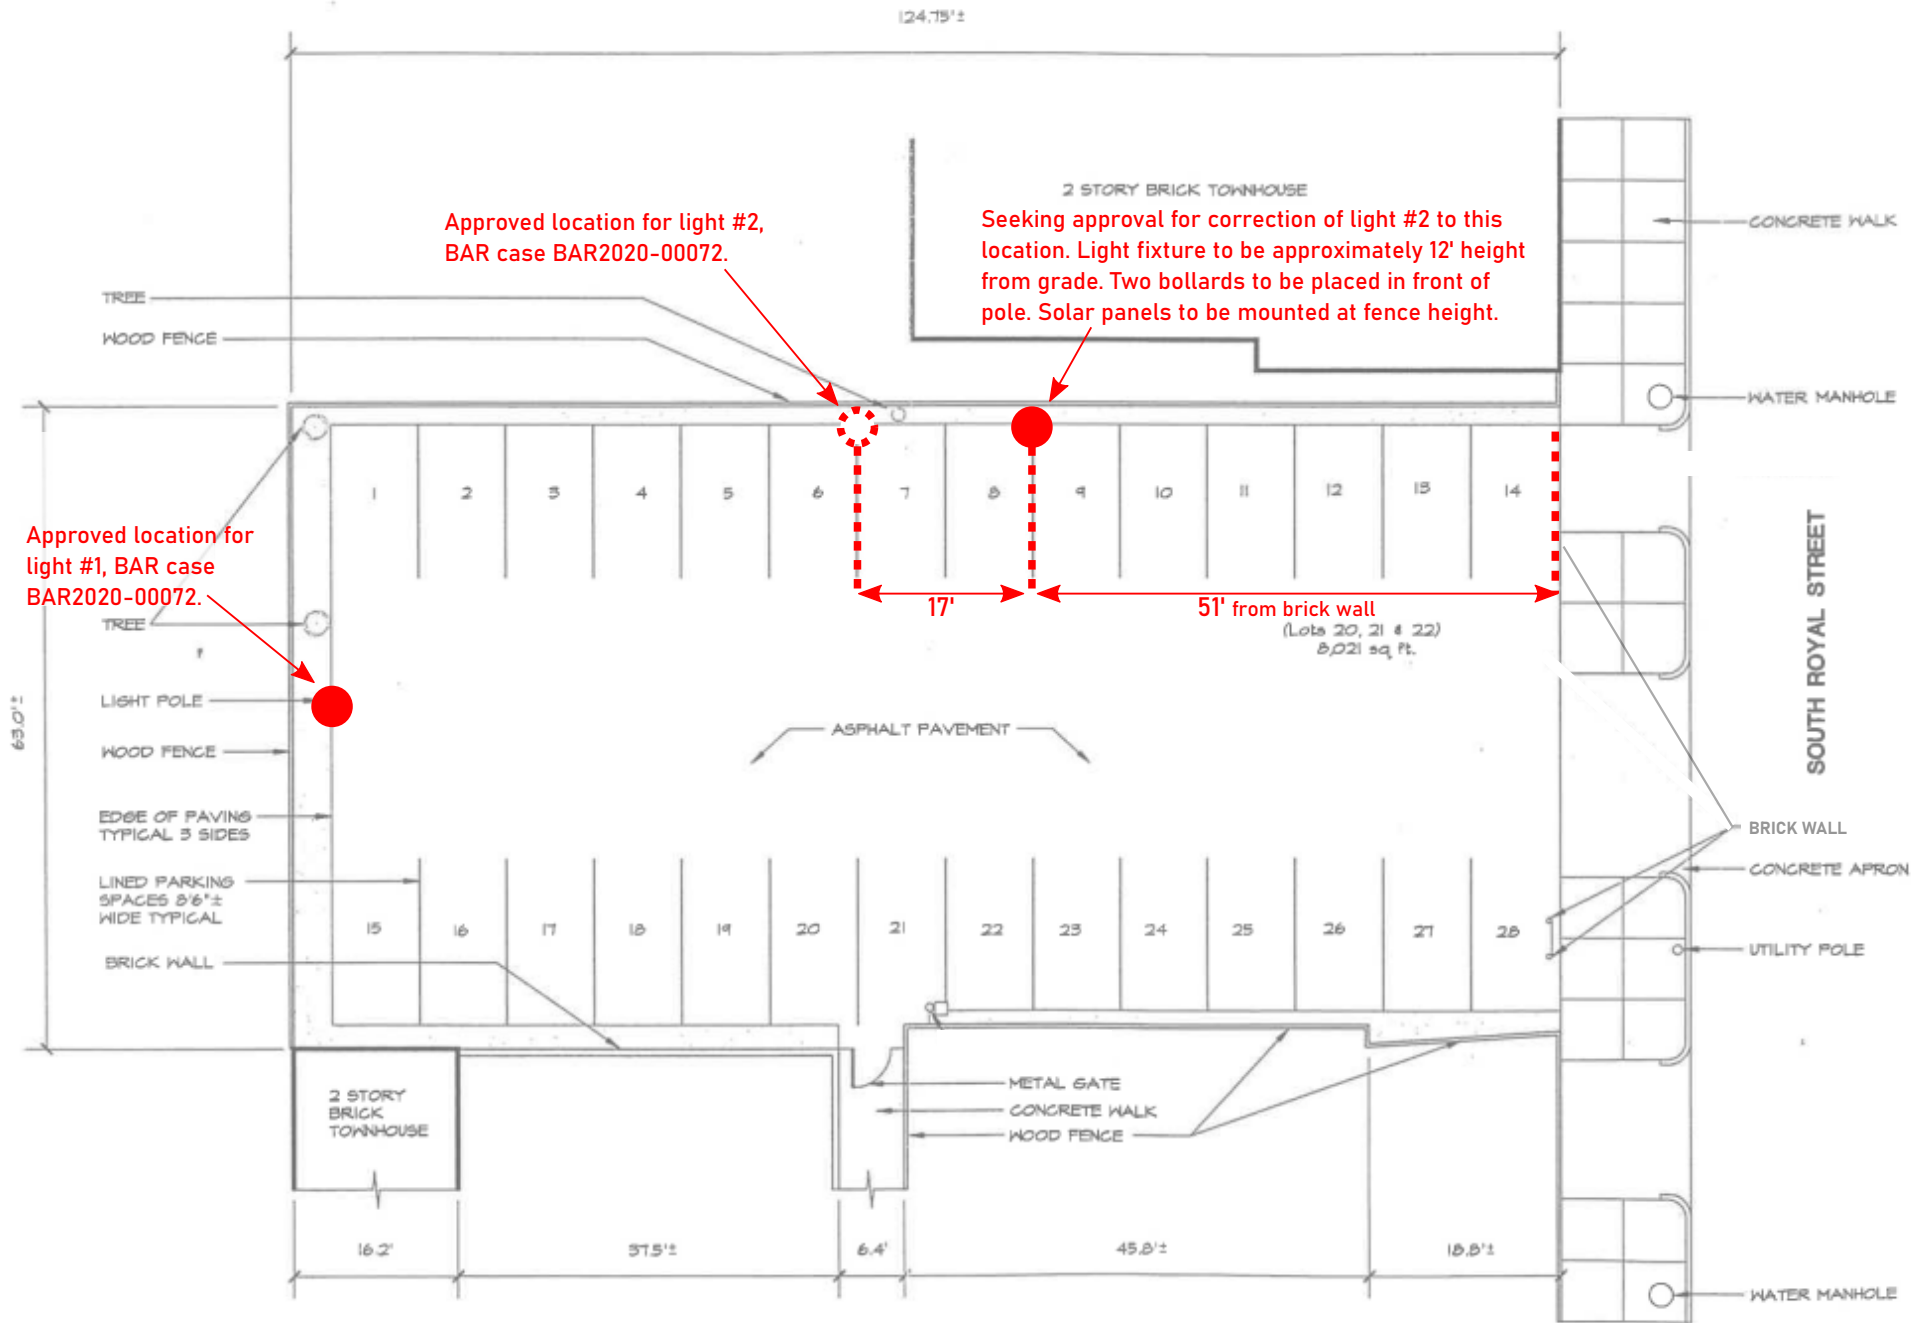 124.75'±
2 STORY BRICK TOWNHOUSE
Approved location for light #2,
BAR case BAR2020-00072.
Seeking approval for correction of light #2 to this
location. Light fixture to be approximately 12' height
from grade. Two bollards to be placed in front of
pole. Solar panels to be mounted at fence height.
CONCRETE WALK
TREE
WOOD FENCE
WATER MANHOLE
1
2
3
4
5
6
7
8
9
10
11
12
13
14
Approved location for
light #1, BAR case
BAR2020-00072.
17'
51' from brick wall
(Lots 20, 21 & 22)
8,021 sq. ft.
TREE
SOUTH ROYAL STREET
63.0'±
LIGHT POLE
WOOD FENCE
ASPHALT PAVEMENT
EDGE OF PAVING
TYPICAL 3 SIDES
BRICK WALL
CONCRETE APRON
LINED PARKING
SPACES 8'6"±
WIDE TYPICAL
15
16
17
18
19
20
21
22
23
24
25
26
27
28
BRICK WALL
UTILITY POLE
2 STORY
BRICK
TOWNHOUSE
METAL GATE
CONCRETE WALK
WOOD FENCE
16.2'
37.5'±
6.4'
45.8'±
18.8'±
WATER MANHOLE